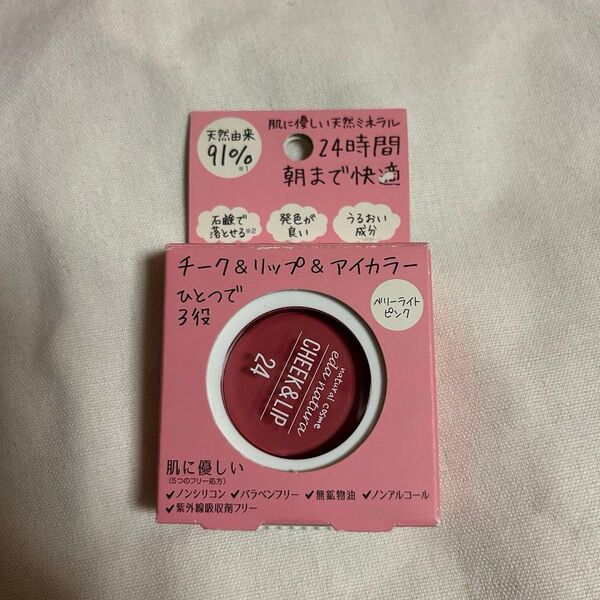 天然由来
91%
※1
肌に優しい天然ミネラル
24時間
朝まで快適
石鹸で
落とせる※2
発色が
良い
うるおい
成分
チーク&リップ&アイカラー
ひとつで
3役
ベリーライト
ピンク
natural cosme
eda natura
CHEEK&LIP
24
肌に優しい
(5つのフリー処方)
✓ノンシリコン ✓パラベンフリー ✓無鉱物油 ✓ノンアルコール
✓紫外線吸収剤フリー